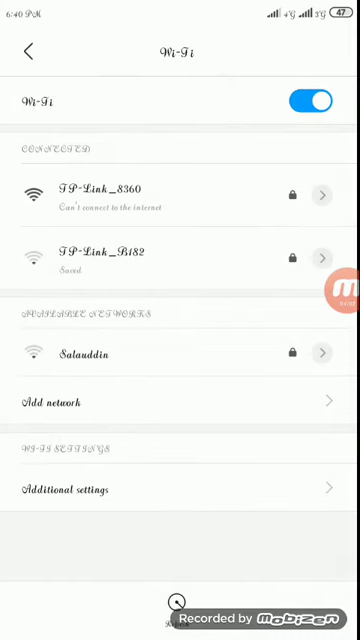 6:40 PM 4G 3G 47
Wi-Fi
Wi-Fi
CONNECTED
TP-Link_8360
Can't connect to the internet
TP-Link_B182
Saved
AVAILABLE NETWORKS
Salauddin
Add network
WI-FI SETTINGS
Additional settings
Recorded by mobizen